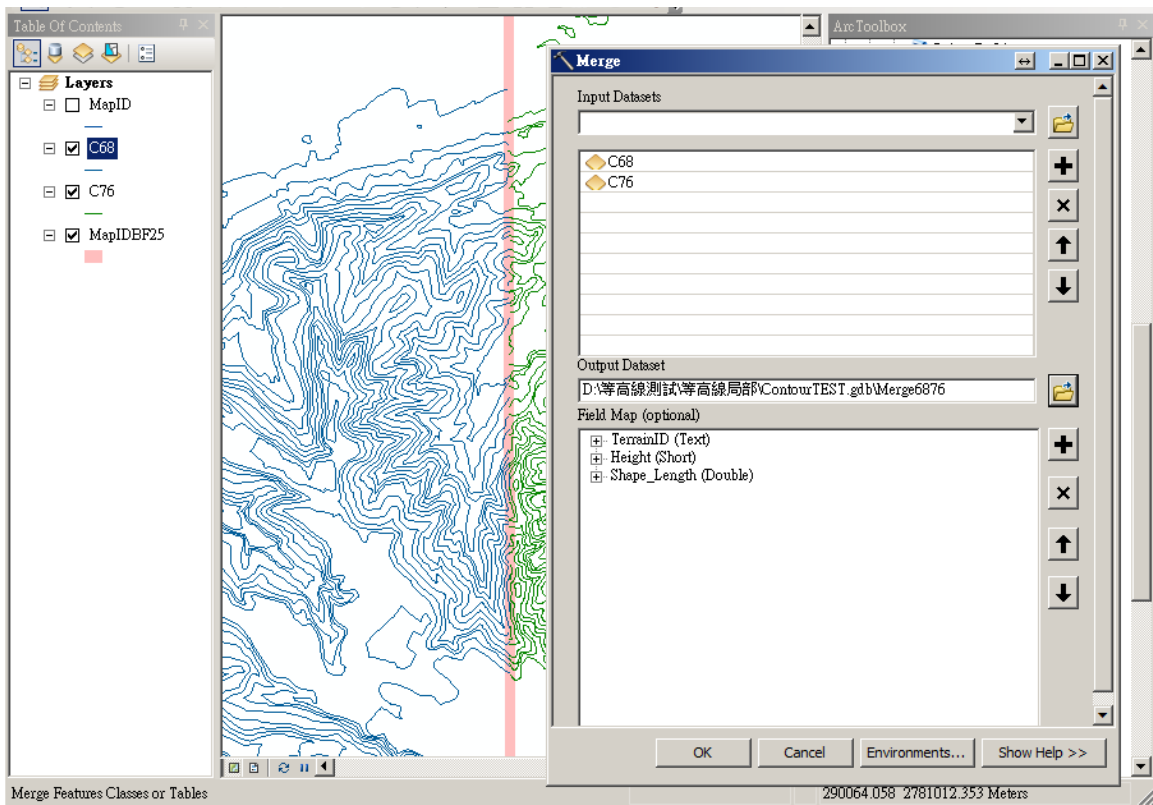 Table Of Contents
Layers
MapID
C68
C76
MapIDBF25
ArcToolbox
Merge
Input Datasets
C68
C76
Output Dataset
D:\等高線測試\等高線局部\ContourTEST.gdb\Merge6876
Field Map (optional)
TerrainID (Text)
Height (Short)
Shape_Length (Double)
OK
Cancel
Environments...
Show Help >>
Merge Features Classes or Tables
290064.058 2781012.353 Meters